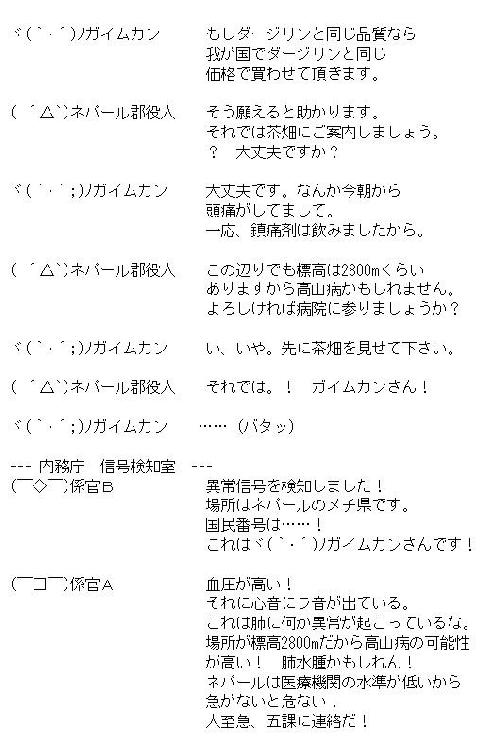 ヾ(｀・´)ﾉガイムカン　もしダージリンと同じ品質なら
我が国でダージリンと同じ
価格で買わせて頂きます。
( ´△`)ネパール郡役人　そう願えると助かります。
それでは茶畑にご案内しましょう。
？　大丈夫ですか？
ヾ(｀・´;)ﾉガイムカン　大丈夫です。なんか今朝から
頭痛がしてまして。
一応、鎮痛剤は飲みましたから。
( ´△`)ネパール郡役人　この辺りでも標高は2800mくらい
ありますから高山病かもしれません。
よろしければ病院に参りましょうか？
ヾ(｀・´;)ﾉガイムカン　い、いや。先に茶畑を見せて下さい。
( ´△`)ネパール郡役人　それでは。！　ガイムカンさん！
ヾ(｀・´;)ﾉガイムカン　……（バタッ）
--- 内務庁　信号検知室　---
(￣◇￣)係官Ｂ　異常信号を検知しました！
場所はネパールのメチ県です。
国民番号は……！
これはヾ(｀・´)ﾉガイムカンさんです！
(￣コ￣)係官Ａ　血圧が高い！
それに心音にラ音が出ている。
これは肺に何か異常が起こっているな。
場所が標高2800mだから高山病の可能性
が高い！　肺水腫かもしれん！
ネパールは医療機関の水準が低いから
急がないと危ない．
大至急、五課に連絡だ！